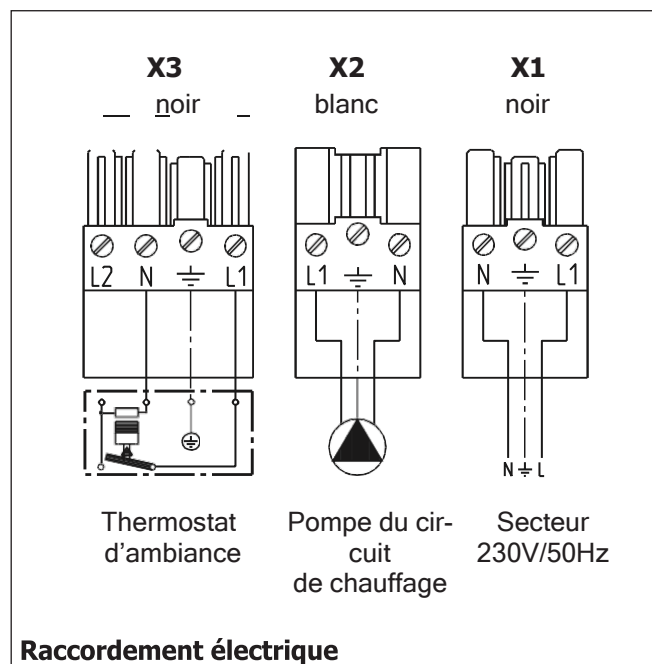 X3 X2 X1
noir blanc noir
L2 N L1 L1 N N L1
N L
Thermostat d'ambiance
Pompe du cir-
cuit
de chauffage
Secteur
230V/50Hz
Raccordement électrique